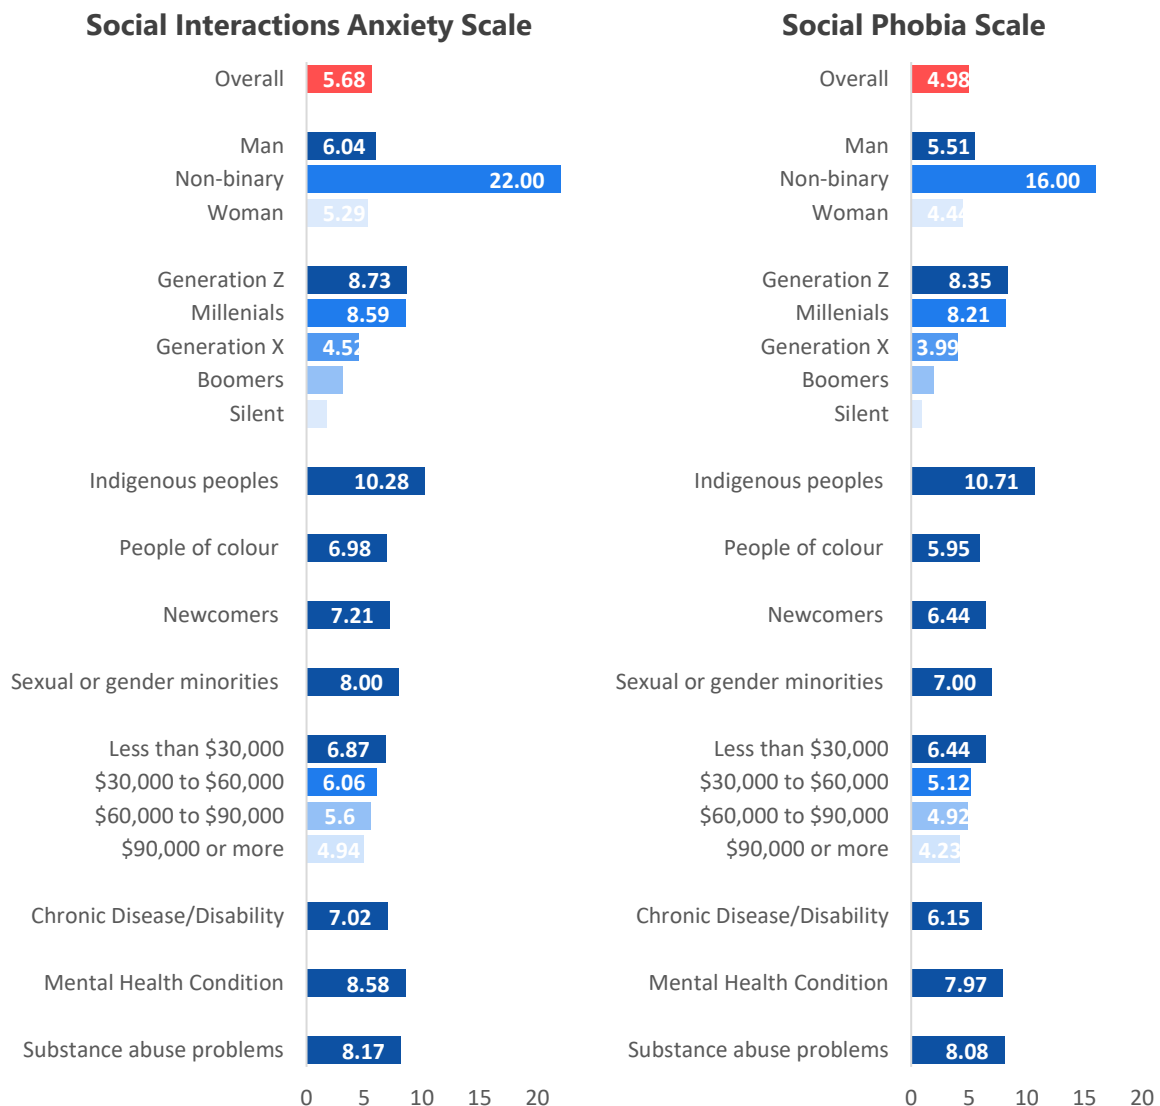 Social Interactions Anxiety Scale
Overall 5.68
Man 6.04
Non-binary 22.00
Woman 5.29
Generation Z 8.73
Millenials 8.59
Generation X 4.52
Boomers
Silent
Indigenous peoples 10.28
People of colour 6.98
Newcomers 7.21
Sexual or gender minorities 8.00
Less than $30,000 6.87
$30,000 to $60,000 6.06
$60,000 to $90,000 5.6
$90,000 or more 4.94
Chronic Disease/Disability 7.02
Mental Health Condition 8.58
Substance abuse problems 8.17
0 5 10 15 20
Social Phobia Scale
Overall 4.98
Man 5.51
Non-binary 16.00
Woman 4.44
Generation Z 8.35
Millenials 8.21
Generation X 3.99
Boomers
Silent
Indigenous peoples 10.71
People of colour 5.95
Newcomers 6.44
Sexual or gender minorities 7.00
Less than $30,000 6.44
$30,000 to $60,000 5.12
$60,000 to $90,000 4.92
$90,000 or more 4.23
Chronic Disease/Disability 6.15
Mental Health Condition 7.97
Substance abuse problems 8.08
0 5 10 15 20